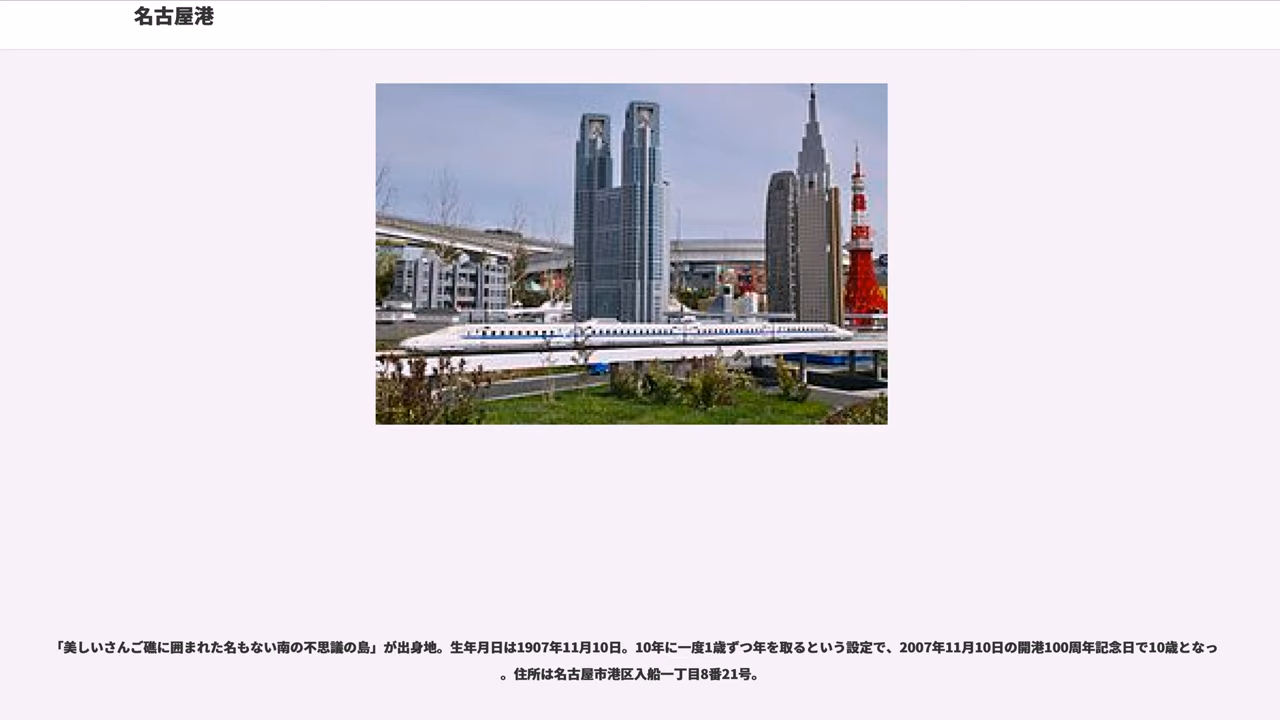 名古屋港
「美しいさんご礁に囲まれた名もない南の不思議の島」が出身地。生年月日は1907年11月10日。10年に一度1歳ずつ年を取るという設定で、2007年11月10日の開港100周年記念日で10歳となっ
。住所は名古屋市港区入船一丁目8番21号。